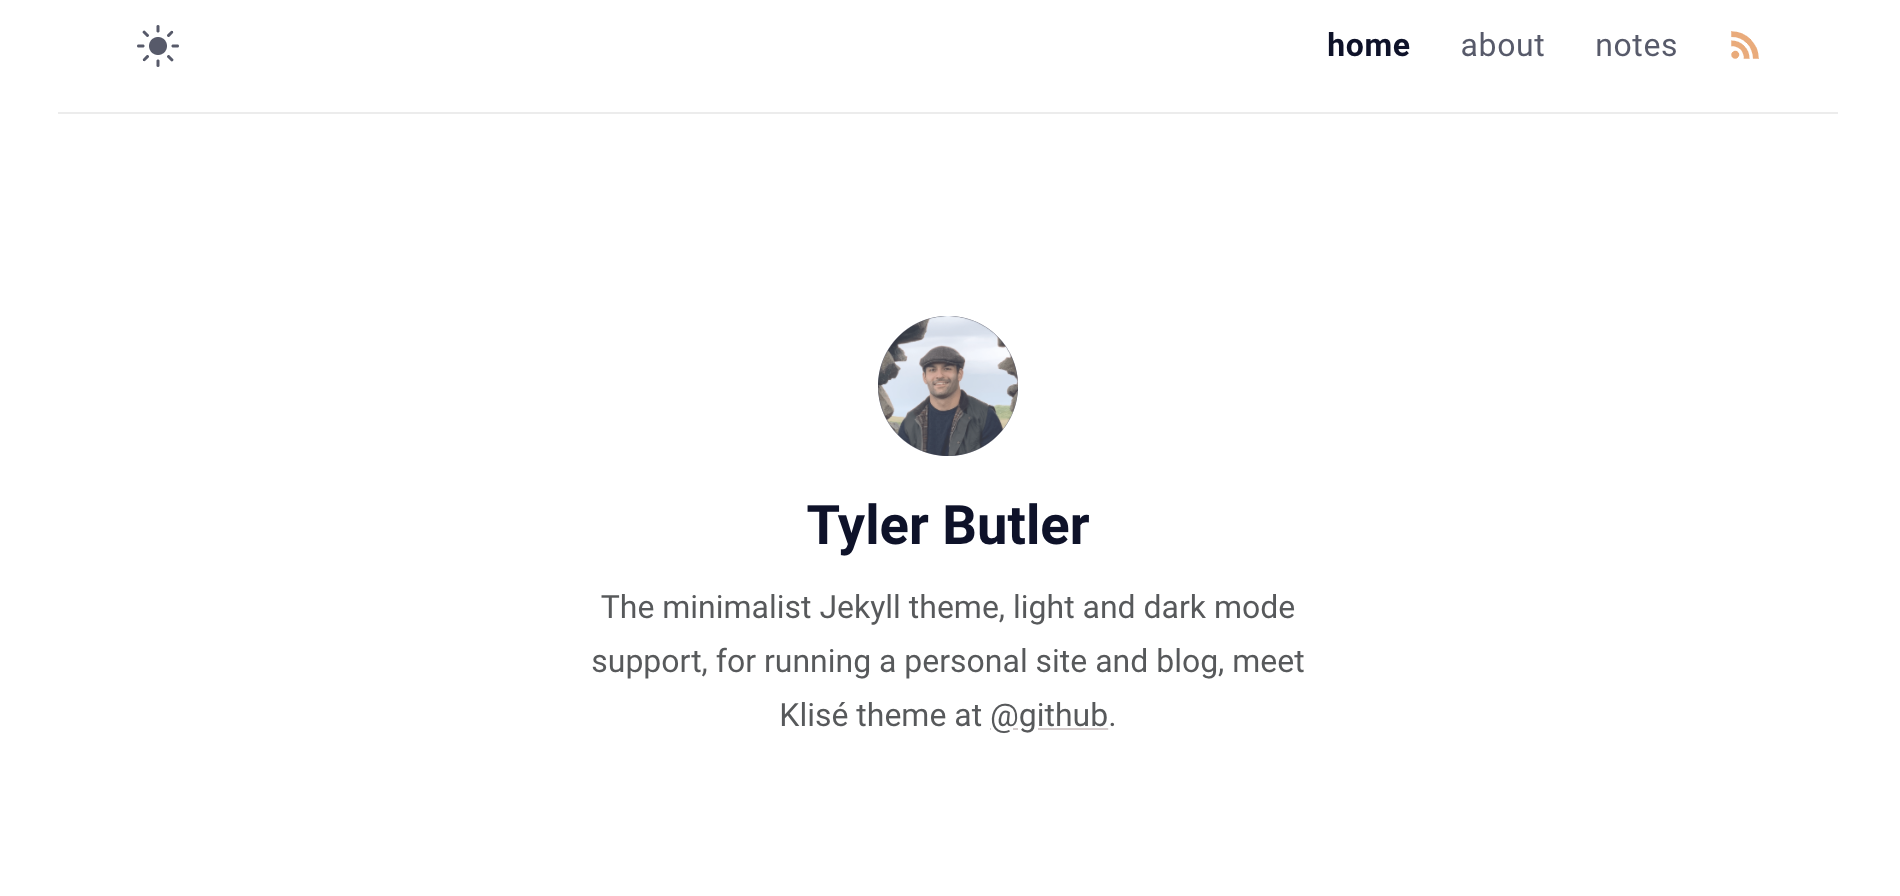 home about notes
Tyler Butler
The minimalist Jekyll theme, light and dark mode
support, for running a personal site and blog, meet
Klisé theme at @github.